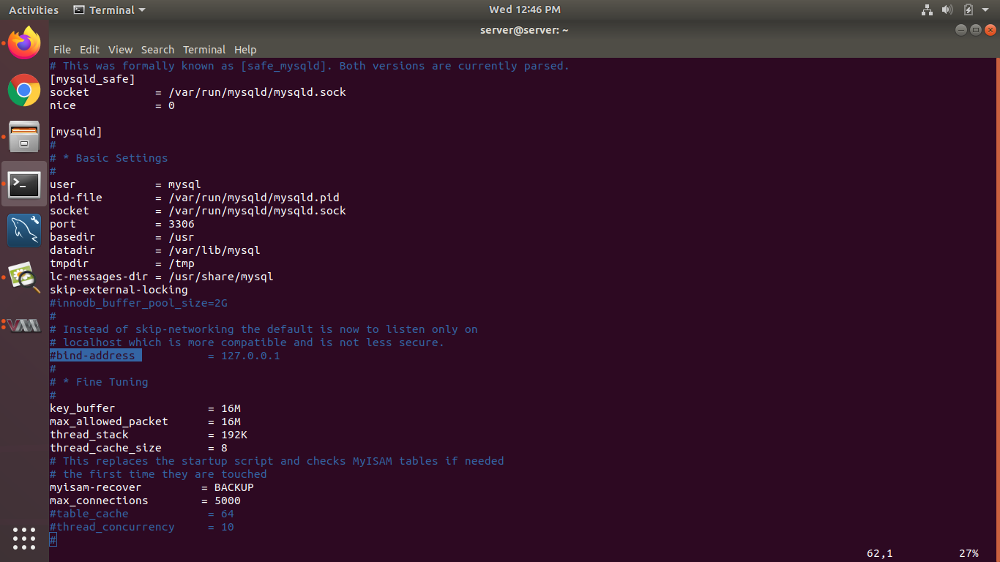 Activities Terminal Wed 12:46 PM
server@server: ~
File Edit View Search Terminal Help
# This was formally known as [safe_mysqld]. Both versions are currently parsed.
[mysqld_safe]
socket = /var/run/mysqld/mysqld.sock
nice = 0
[mysqld]
#
# * Basic Settings
#
user = mysql
pid-file = /var/run/mysqld/mysqld.pid
socket = /var/run/mysqld/mysqld.sock
port = 3306
basedir = /usr
datadir = /var/lib/mysql
tmpdir = /tmp
lc-messages-dir = /usr/share/mysql
skip-external-locking
#innodb_buffer_pool_size=2G
#
# Instead of skip-networking the default is now to listen only on
# localhost which is more compatible and is not less secure.
#bind-address = 127.0.0.1
#
# * Fine Tuning
#
key_buffer = 16M
max_allowed_packet = 16M
thread_stack = 192K
thread_cache_size = 8
# This replaces the startup script and checks MyISAM tables if needed
# the first time they are touched
myisam-recover = BACKUP
max_connections = 5000
#table_cache = 64
#thread_concurrency = 10
#
62,1 27%